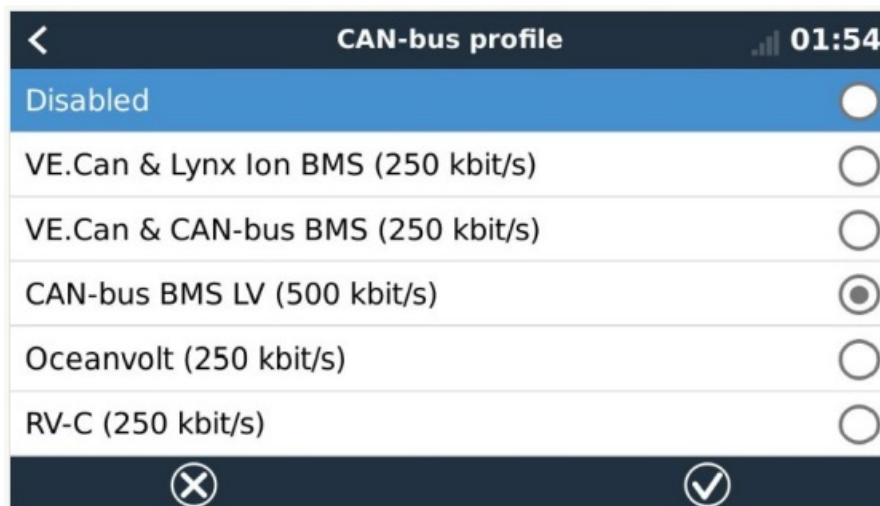 CAN-bus profile 01:54
Disabled
VE.Can & Lynx Ion BMS (250 kbit/s)
VE.Can & CAN-bus BMS (250 kbit/s)
CAN-bus BMS LV (500 kbit/s)
Oceanvolt (250 kbit/s)
RV-C (250 kbit/s)